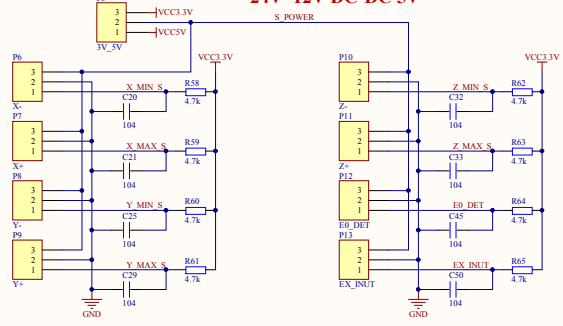 24V-12V DC-DC 5V
3
2
1
VCC3.3V
VCC5V
3V_5V
S_POWER
P6
3
2
1
X-
X_MIN_S
C20
104
R58
4.7k
VCC3.3V
P7
3
2
1
X+
X_MAX_S
C21
104
R59
4.7k
P8
3
2
1
Y-
Y_MIN_S
C25
104
R60
4.7k
P9
3
2
1
Y+
Y_MAX_S
C29
104
R61
4.7k
GND
P10
3
2
1
Z-
Z_MIN_S
C32
104
R62
4.7k
VCC3.3V
P11
3
2
1
Z+
Z_MAX_S
C33
104
R63
4.7k
P12
3
2
1
E0_DET
E0_DET
C45
104
R64
4.7k
P13
3
2
1
EX_INUT
EX_INUT
C50
104
R65
4.7k
GND